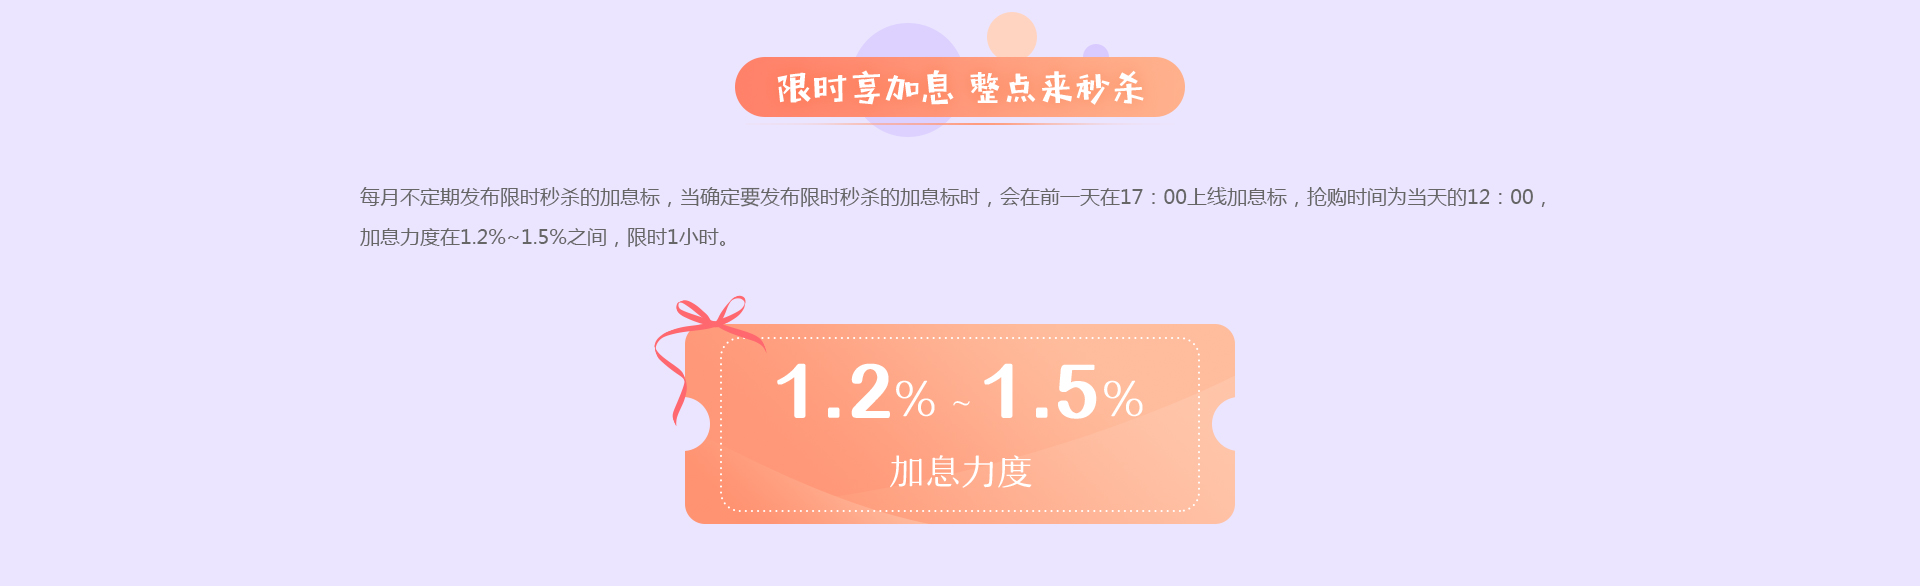 限时享加息 整点来秒杀
每月不定期发布限时秒杀的加息标，当确定要发布限时秒杀的加息标时，会在前一天在17：00上线加息标，抢购时间为当天的12：00，
加息力度在1.2%~1.5%之间，限时1小时。
1.2% ~ 1.5%
加息力度